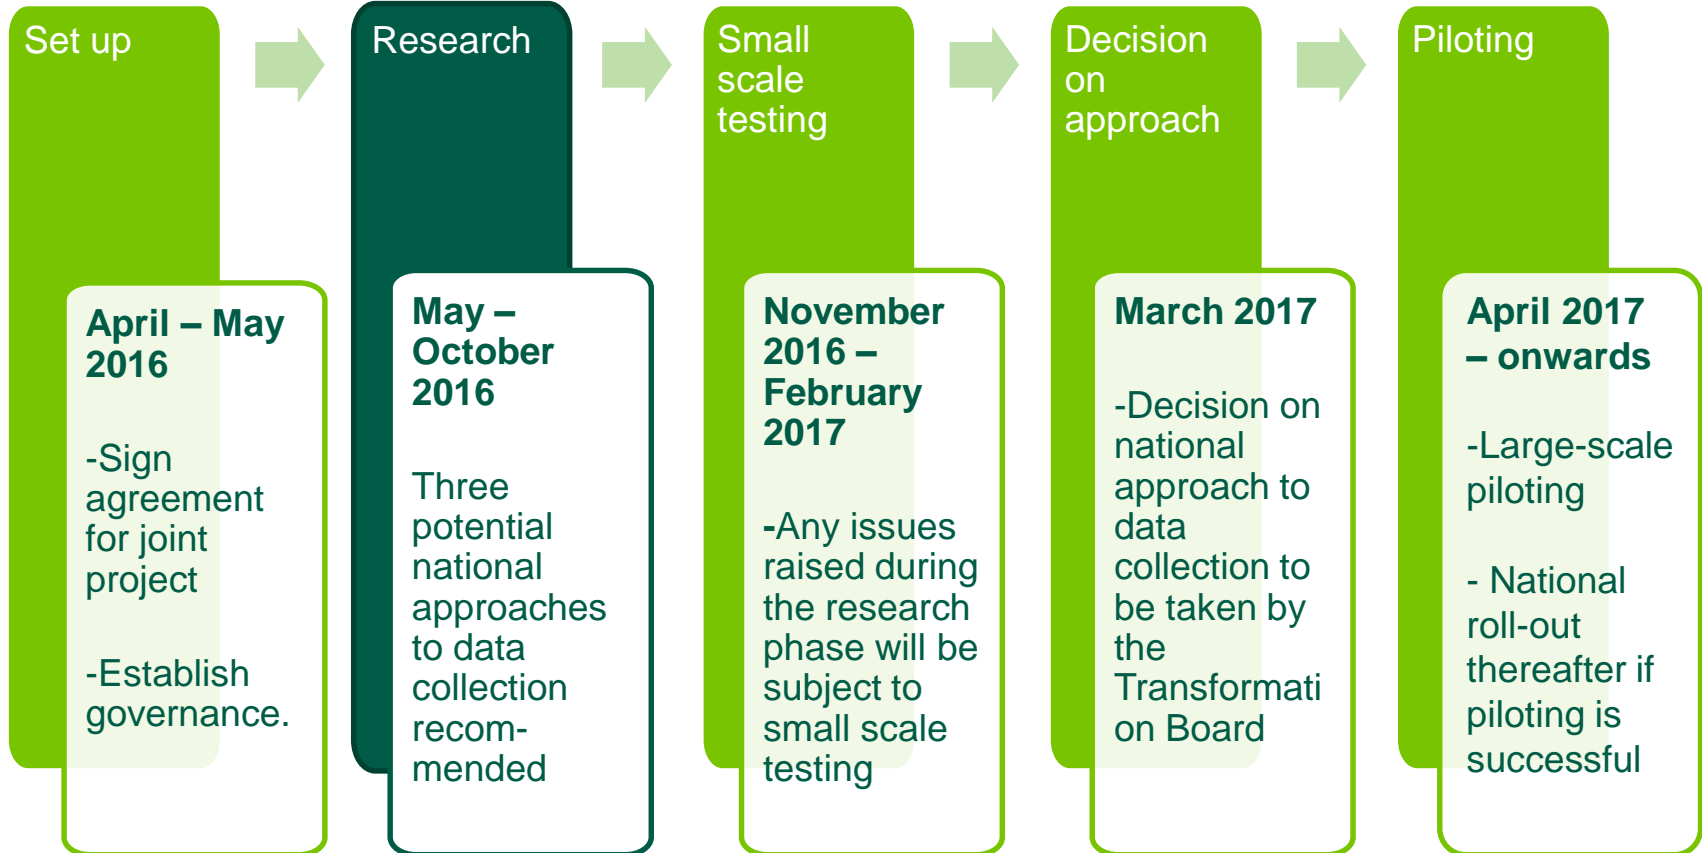 Set up
April – May
2016
-Sign
agreement
for joint
project
-Establish
governance.
Research
May –
October
2016
Three
potential
national
approaches
to data
collection
recom-
mended
Small
scale
testing
November
2016 –
February
2017
-Any issues
raised during
the research
phase will be
subject to
small scale
testing
Decision
on
approach
March 2017
-Decision on
national
approach to
data
collection to
be taken by
the
Transformati
on Board
Piloting
April 2017
– onwards
-Large-scale
piloting
- National
roll-out
thereafter if
piloting is
successful